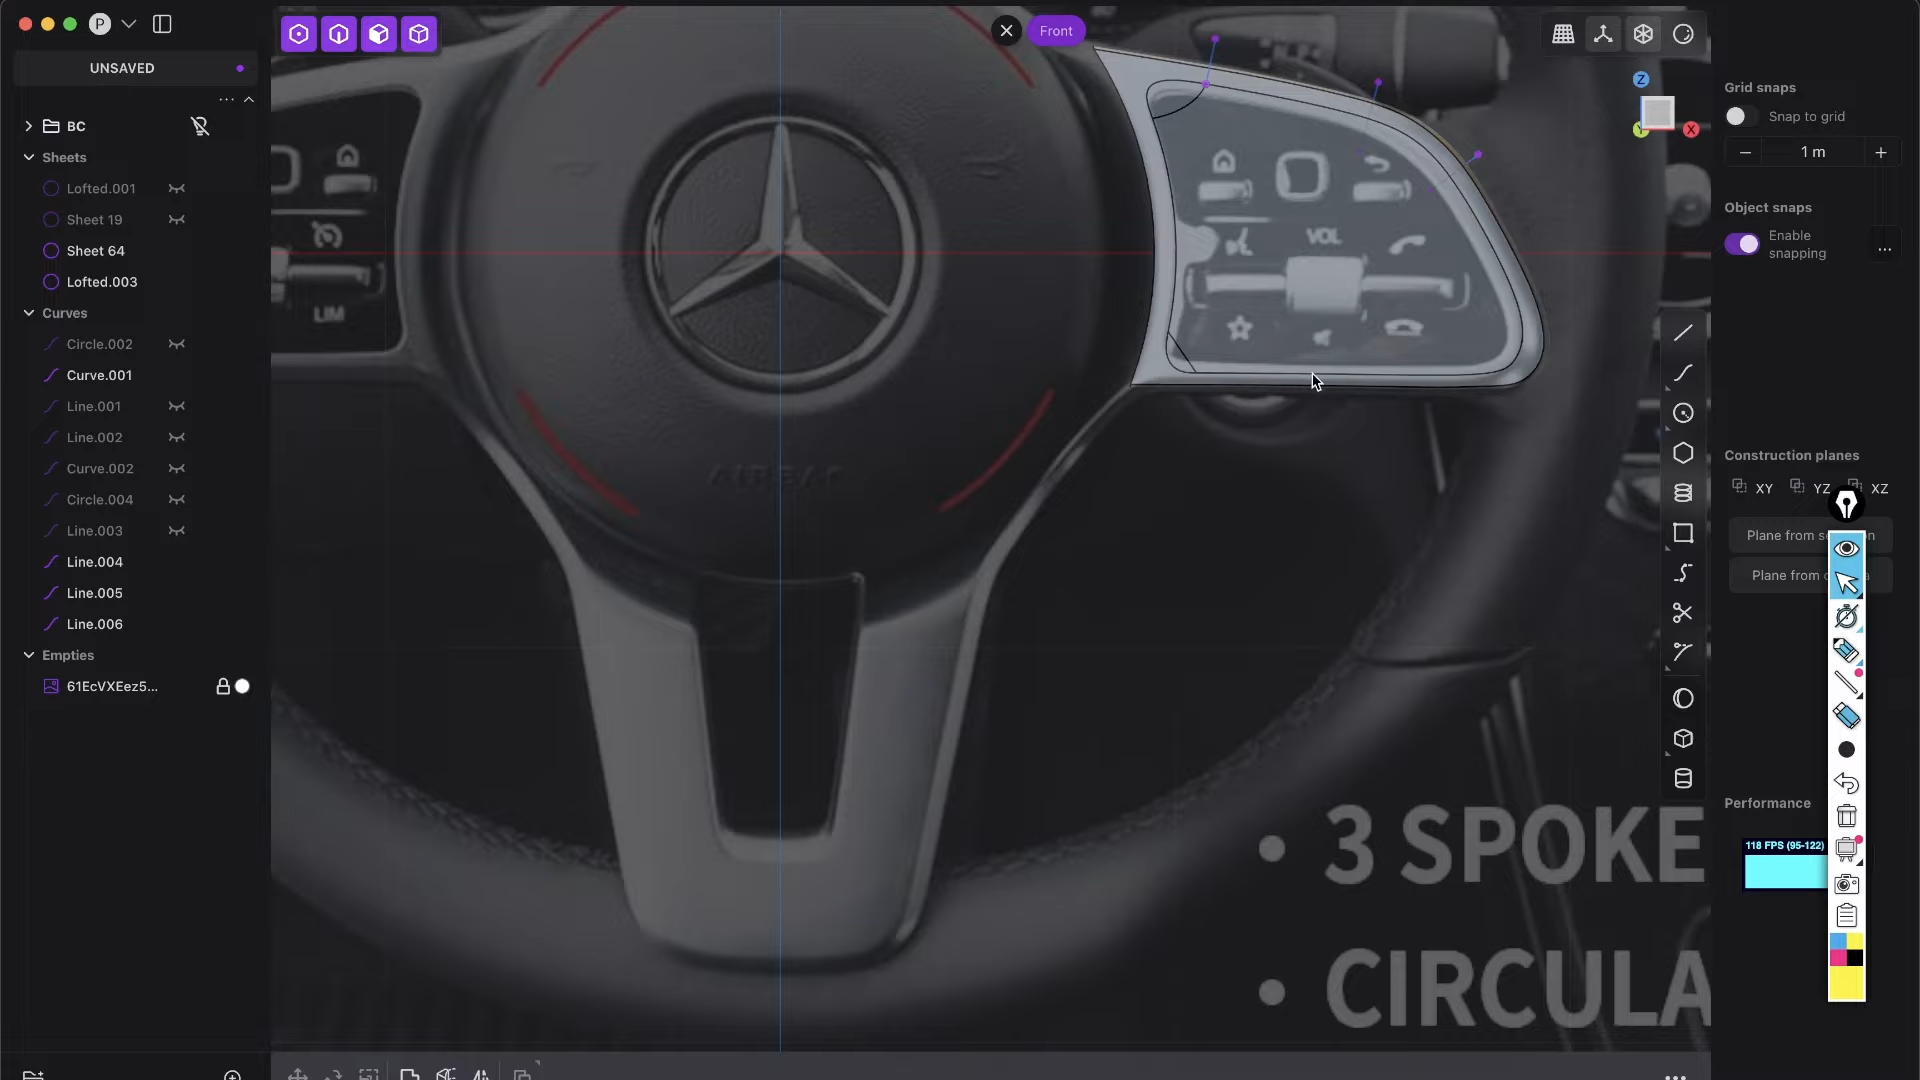 P
UNSAVED
BC
Sheets
Lofted.001
Sheet 19
Sheet 64
Lofted.003
Curves
Circle.002
Curve.001
Line.001
Line.002
Curve.002
Circle.004
Line.003
Line.004
Line.005
Line.006
Empties
61EcVXEez5...
Front
LIM
VOL
AIRBAG
• 3 SPOKE
• CIRCULA
Z
Y
X
Grid snaps
Snap to grid
1 m
Object snaps
Enable
snapping
Construction planes
XY YZ XZ
Plane from
Plane from
Performance
118 FPS (95-122)